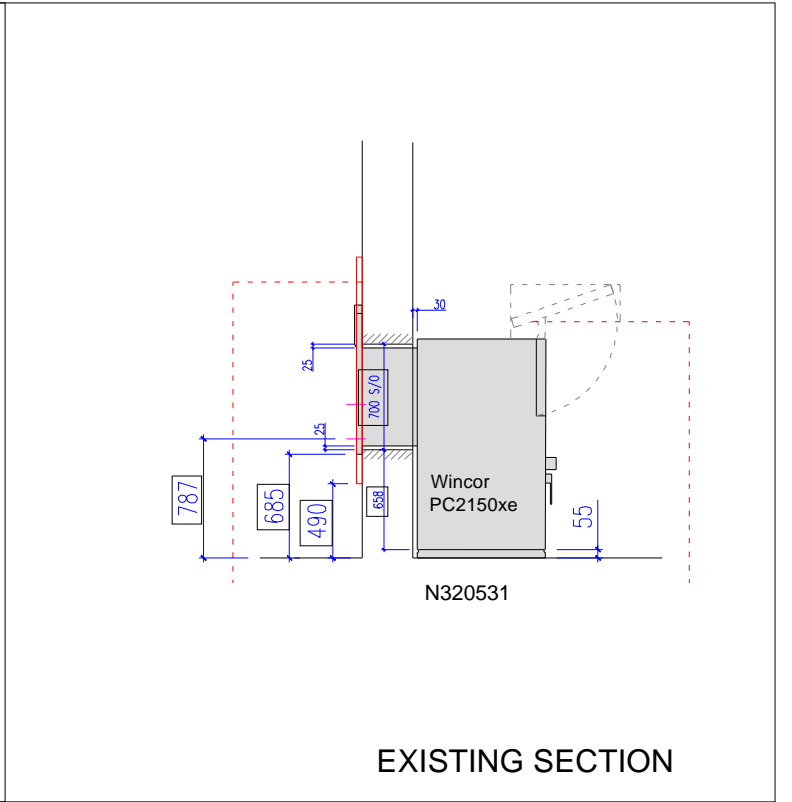 30
25
700 S/O
25
787
685
490
658
Wincor
PC2150xe
55
N320531
EXISTING SECTION